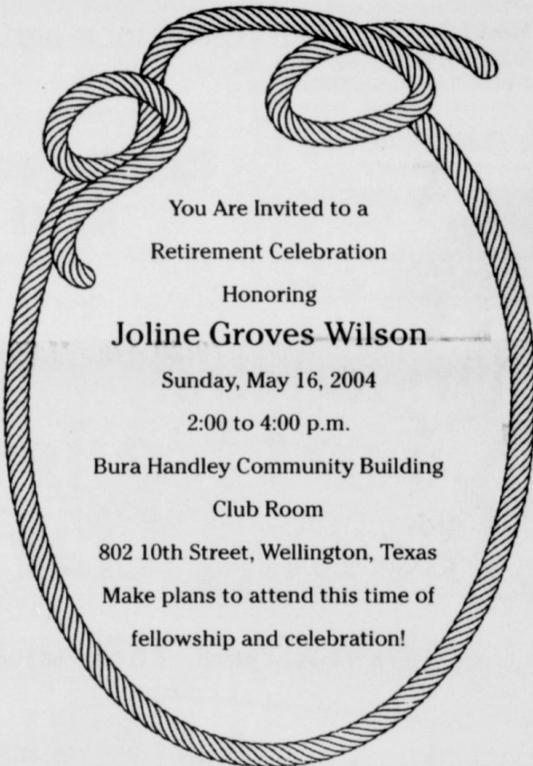 You Are Invited to a
Retirement Celebration
Honoring
Joline Groves Wilson
Sunday, May 16, 2004
2:00 to 4:00 p.m.
Bura Handley Community Building
Club Room
802 10th Street, Wellington, Texas
Make plans to attend this time of
fellowship and celebration!